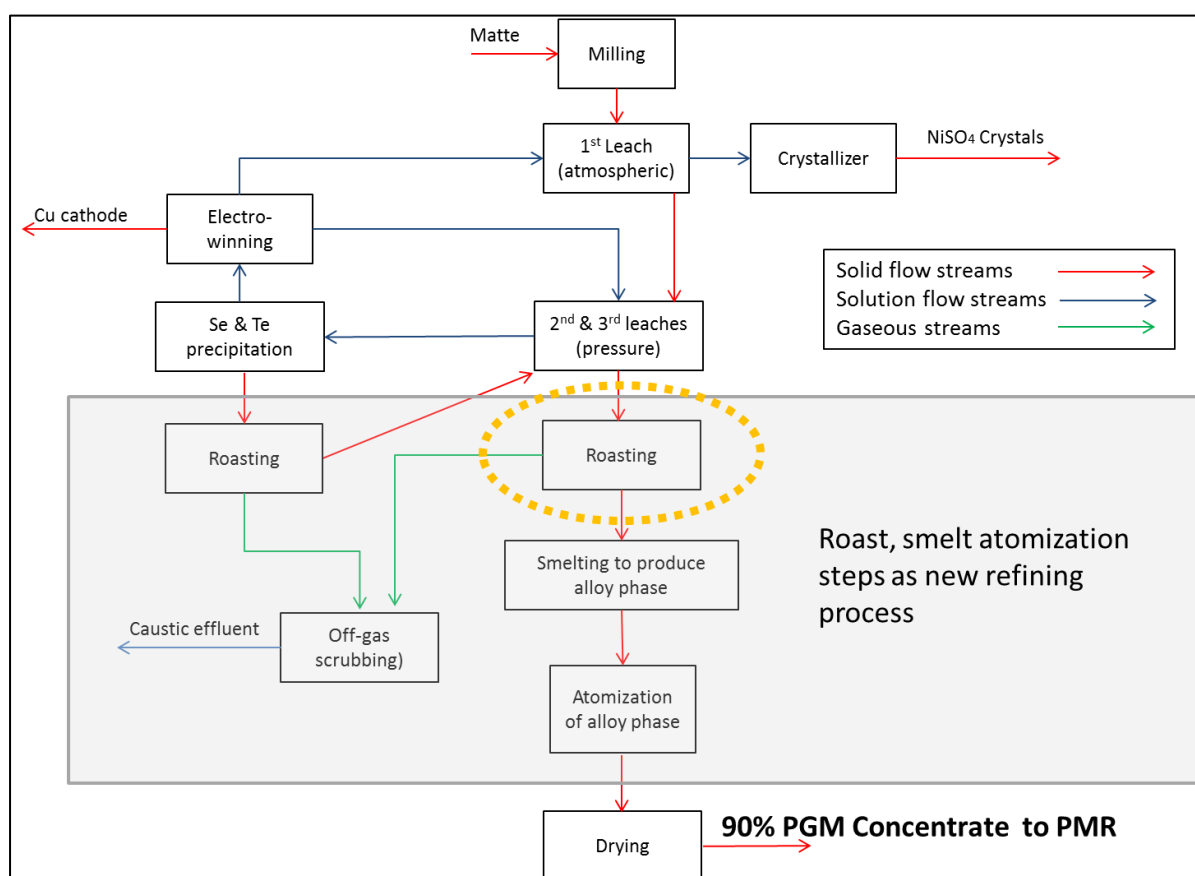 Matte
Milling
1st Leach
(atmospheric)
Crystallizer
NiSO4 Crystals
Cu cathode
Electro-
winning
Solid flow streams
Solution flow streams
Gaseous streams
Se & Te
precipitation
2nd & 3rd leaches
(pressure)
Roasting
Roasting
Smelting to produce
alloy phase
Roast, smelt atomization
steps as new refining
process
Caustic effluent
Off-gas
scrubbing)
Atomization
of alloy phase
Drying
90% PGM Concentrate to PMR